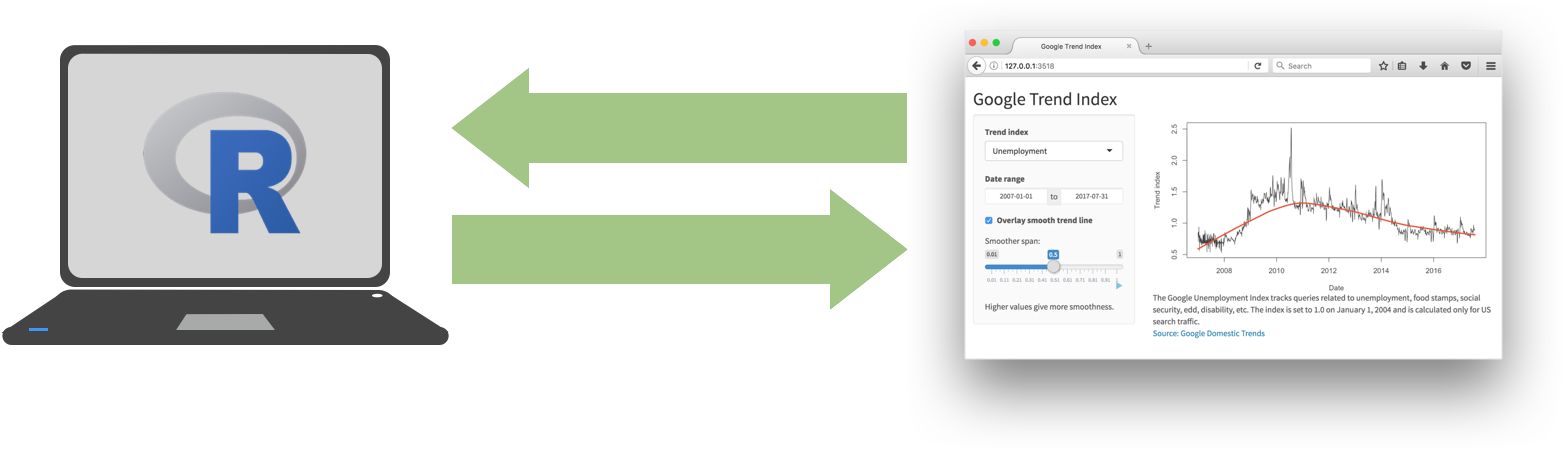 R
Google Trend Index
127.0.0.1:3518
Search
Google Trend Index
Trend index
Unemployment
Date range
2007-01-01 to 2017-07-31
Overlay smooth trend line
Smoother span:
0.01 0.5 1
0.01 0.11 0.21 0.31 0.41 0.51 0.61 0.71 0.81 0.91 1
Higher values give more smoothness.
Trend index
2.5
2.0
1.5
1.0
0.5
2008 2010 2012 2014 2016
Date
The Google Unemployment Index tracks queries related to unemployment, food stamps, social
security, edd, disability, etc. The index is set to 1.0 on January 1, 2004 and is calculated only for US
search traffic.
Source: Google Domestic Trends